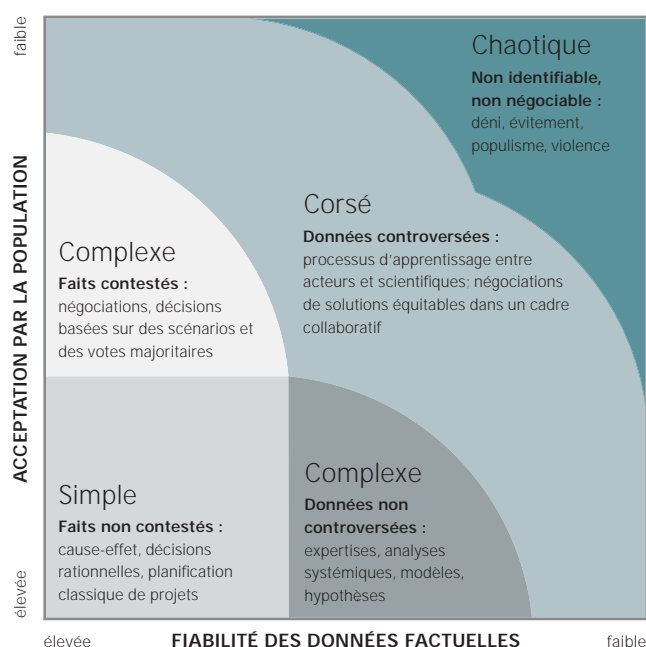 faible
ACCEPTATION PAR LA POPULATION
élevée
Chaotique
Non identifiable,
non négociable :
déni, évitement,
populisme, violence
Corsé
Données controversées :
processus d'apprentissage entre
acteurs et scientifiques; négociations
de solutions équitables dans un cadre
collaboratif
Complexe
Faits contestés :
négociations, décisions
basées sur des scénarios et
des votes majoritaires
Simple
Faits non contestés :
cause-effet, décisions
rationnelles, planification
classique de projets
Complexe
Données non
controversées :
expertises, analyses
systémiques, modèles,
hypothèses
élevée
FIABILITÉ DES DONNÉES FACTUELLES
faible